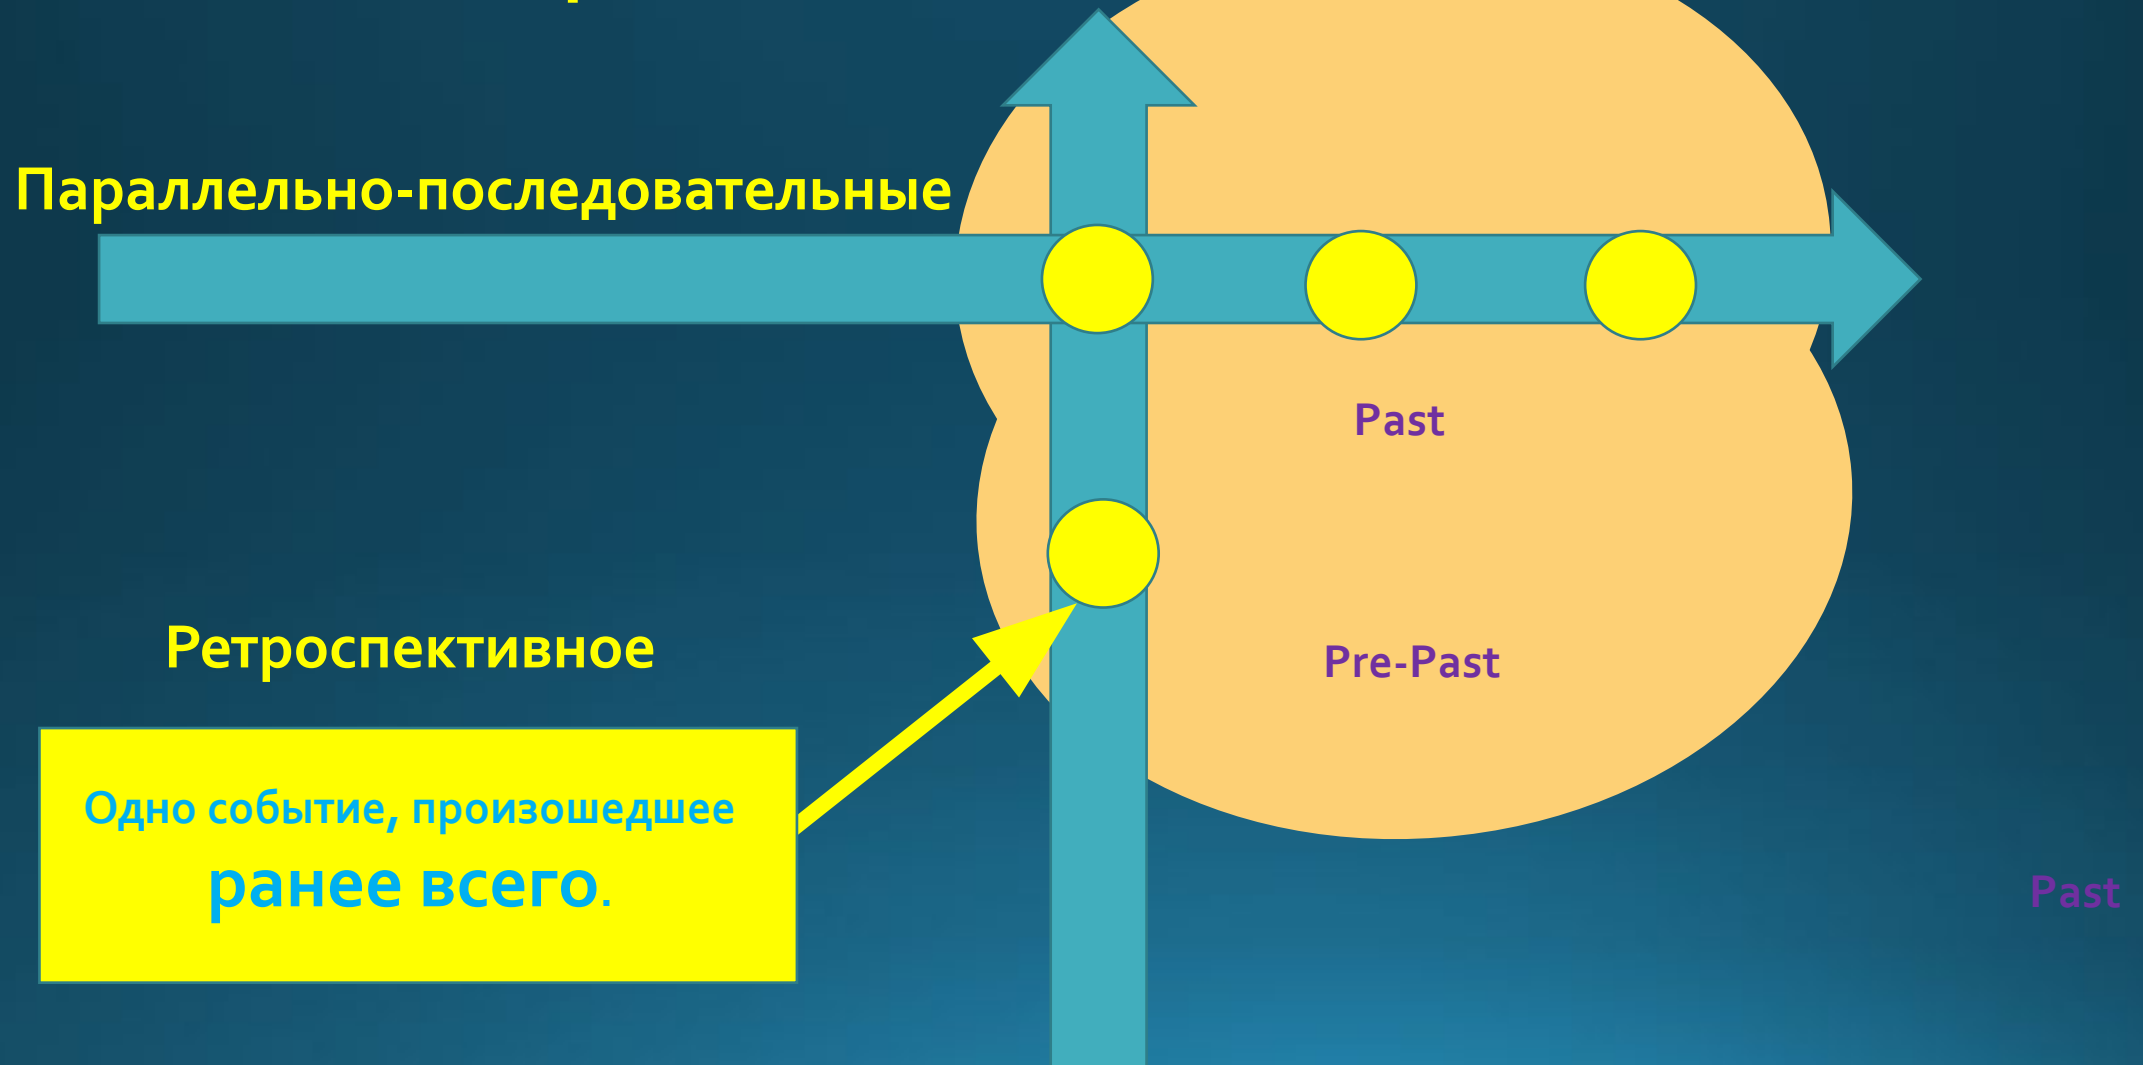 Параллельно-последовательные
Past
Ретроспективное
Pre-Past
Одно событие, произошедшее
ранее всего.
Past